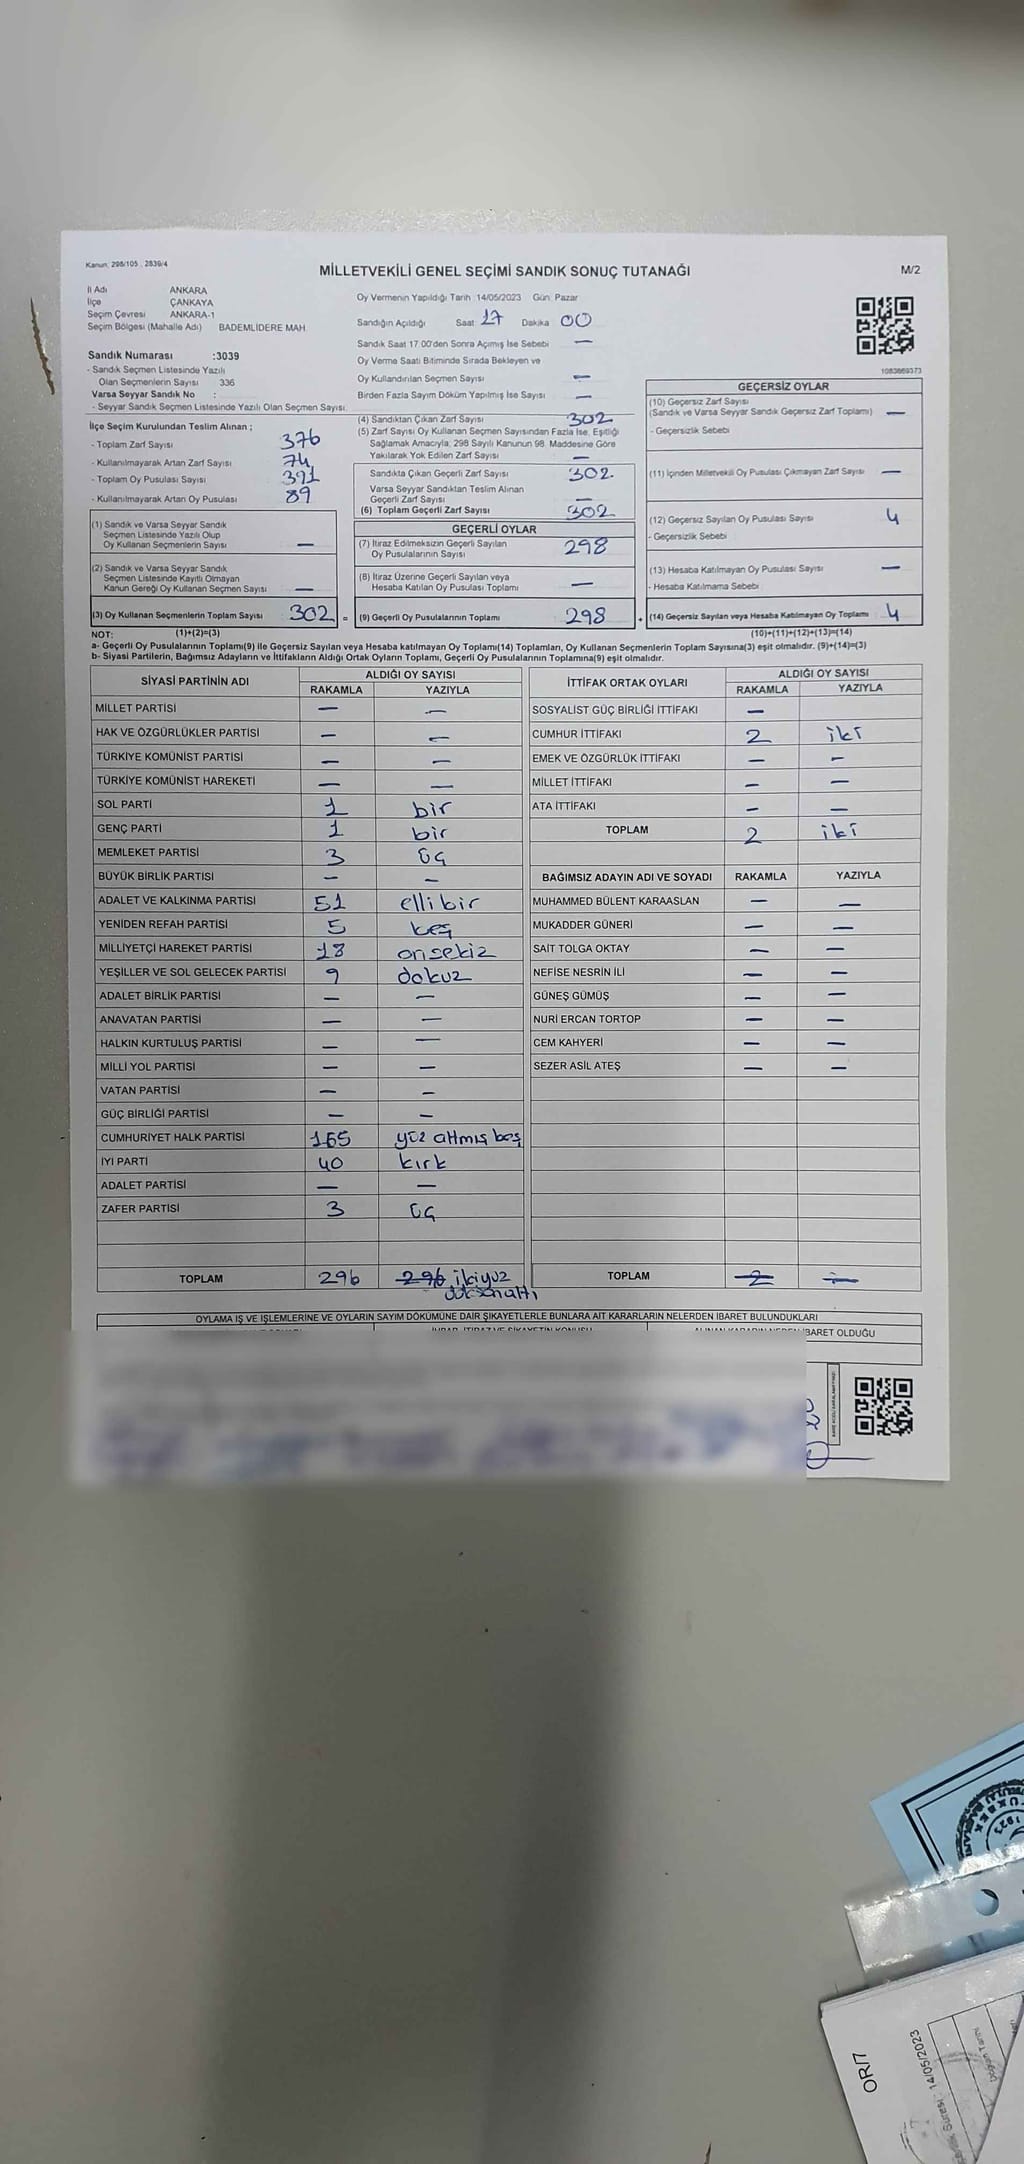 Kanun: 298/105 , 2839/4
MİLLETVEKİLİ GENEL SEÇİMİ SANDIK SONUÇ TUTANAĞI
M/2
İl Adı ANKARA
İlçe ÇANKAYA
Seçim Çevresi ANKARA-1
Seçim Bölgesi (Mahalle Adı) BADEMLİDERE MAH.
Sandık Numarası :3039
- Sandık Seçmen Listesinde Yazılı
Olan Seçmenlerin Sayısı 336
Varsa Seyyar Sandık No :
- Seyyar Sandık Seçmen Listesinde Yazılı Olan Seçmen Sayısı:
İlçe Seçim Kurulundan Teslim Alınan ;
- Toplam Zarf Sayısı 376
- Kullanılmayarak Artan Zarf Sayısı 74
- Toplam Oy Pusulası Sayısı 391
- Kullanılmayarak Artan Oy Pusulası 89
Oy Vermenin Yapıldığı Tarih 14/05/2023 Gün: Pazar
Sandığın Açıldığı Saat 17 Dakika 00
Sandık Saat 17.00'den Sonra Açımış İse Sebebi —
Oy Verme Saati Bitiminde Sırada Bekleyen ve
Oy Kullandırılan Seçmen Sayısı —
Birden Fazla Sayım Döküm Yapılmış İse Sayısı —
1083669373
(1) Sandık ve Varsa Seyyar Sandık
Seçmen Listesinde Yazılı Olup
Oy Kullanan Seçmenlerin Sayısı —
(2) Sandık ve Varsa Seyyar Sandık
Seçmen Listesinde Kayıtlı Olmayan
Kanun Gereği Oy Kullanan Seçmen Sayısı —
(3) Oy Kullanan Seçmenlerin Toplam Sayısı 302 =
(4) Sandıktan Çıkan Zarf Sayısı 302
(5) Zarf Sayısı Oy Kullanan Seçmen Sayısından Fazla İse, Eşitliği
Sağlamak Amacıyla, 298 Sayılı Kanunun 98. Maddesine Göre
Yakılarak Yok Edilen Zarf Sayısı —
Sandıkta Çıkan Geçerli Zarf Sayısı 302
Varsa Seyyar Sandıktan Teslim Alınan
Geçerli Zarf Sayısı —
(6) Toplam Geçerli Zarf Sayısı 302
GEÇERLİ OYLAR
(7) İtiraz Edilmeksizin Geçerli Sayılan
Oy Pusulalarının Sayısı 298
(8) İtiraz Üzerine Geçerli Sayılan veya
Hesaba Katılan Oy Pusulası Toplamı —
(9) Geçerli Oy Pusulalarının Toplamı 298 +
GEÇERSİZ OYLAR
(10) Geçersiz Zarf Sayısı
(Sandık ve Varsa Seyyar Sandık Geçersiz Zarf Toplamı) —
- Geçersizlik Sebebi
(11) İçinden Milletvekili Oy Pusulası Çıkmayan Zarf Sayısı —
(12) Geçersiz Sayılan Oy Pusulası Sayısı 4
- Geçersizlik Sebebi
(13) Hesaba Katılmayan Oy Pusulası Sayısı —
- Hesaba Katılmama Sebebi
(14) Geçersiz Sayılan veya Hesaba Katılmayan Oy Toplamı 4
NOT: (1)+(2)=(3) (10)+(11)+(12)+(13)=(14)
a- Geçerli Oy Pusulalarının Toplamı(9) ile Geçersiz Sayılan veya Hesaba katılmayan Oy Toplamı(14) Toplamları, Oy Kullanan Seçmenlerin Toplam Sayısına(3) eşit olmalıdır. (9)+(14)=(3)
b- Siyasi Partilerin, Bağımsız Adayların ve İttifakların Aldığı Ortak Oyların Toplamı, Geçerli Oy Pusulalarının Toplamına(9) eşit olmalıdır.
SİYASİ PARTİNİN ADI ALDIĞI OY SAYISI
RAKAMLA YAZIYLA
MİLLET PARTİSİ — —
HAK VE ÖZGÜRLÜKLER PARTİSİ — —
TÜRKİYE KOMÜNİST PARTİSİ — —
TÜRKİYE KOMÜNİST HAREKETİ — —
SOL PARTİ 1 bir
GENÇ PARTİ 1 bir
MEMLEKET PARTİSİ 3 üç
BÜYÜK BİRLİK PARTİSİ — —
ADALET VE KALKINMA PARTİSİ 51 ellibir
YENİDEN REFAH PARTİSİ 5 beş
MİLLİYETÇİ HAREKET PARTİSİ 18 onsekiz
YEŞİLLER VE SOL GELECEK PARTİSİ 9 dokuz
ADALET BİRLİK PARTİSİ — —
ANAVATAN PARTİSİ — —
HALKIN KURTULUŞ PARTİSİ — —
MİLLİ YOL PARTİSİ — —
VATAN PARTİSİ — —
GÜÇ BİRLİĞİ PARTİSİ — —
CUMHURİYET HALK PARTİSİ 165 yüz altmış beş
İYİ PARTİ 40 kırk
ADALET PARTİSİ — —
ZAFER PARTİSİ 3 üç
TOPLAM 296 296 ikiyüz
doksanaltı
İTTİFAK ORTAK OYLARI ALDIĞI OY SAYISI
RAKAMLA YAZIYLA
SOSYALİST GÜÇ BİRLİĞİ İTTİFAKI —
CUMHUR İTTİFAKI 2 iki
EMEK VE ÖZGÜRLÜK İTTİFAKI — —
MİLLET İTTİFAKI — —
ATA İTTİFAKI — —
TOPLAM 2 iki
BAĞIMSIZ ADAYIN ADI VE SOYADI RAKAMLA YAZIYLA
MUHAMMED BÜLENT KARAASLAN — —
MUKADDER GÜNERİ — —
SAİT TOLGA OKTAY — —
NEFİSE NESRİN İLİ — —
GÜNEŞ GÜMÜŞ — —
NURİ ERCAN TORTOP — —
CEM KAHYERİ — —
SEZER ASİL ATEŞ — —
TOPLAM 2 —
OYLAMA İŞ VE İŞLEMLERİNE VE OYLARIN SAYIM DÖKÜMÜNE DAİR ŞİKAYETLERLE BUNLARA AİT KARARLARIN NELERDEN İBARET BULUNDUKLARI
İHBAR, İTİRAZ VE ŞİKAYETİN KONUSU ALINAN KARARIN NEDEN İBARET OLDUĞU
OR/7
14/05/2023